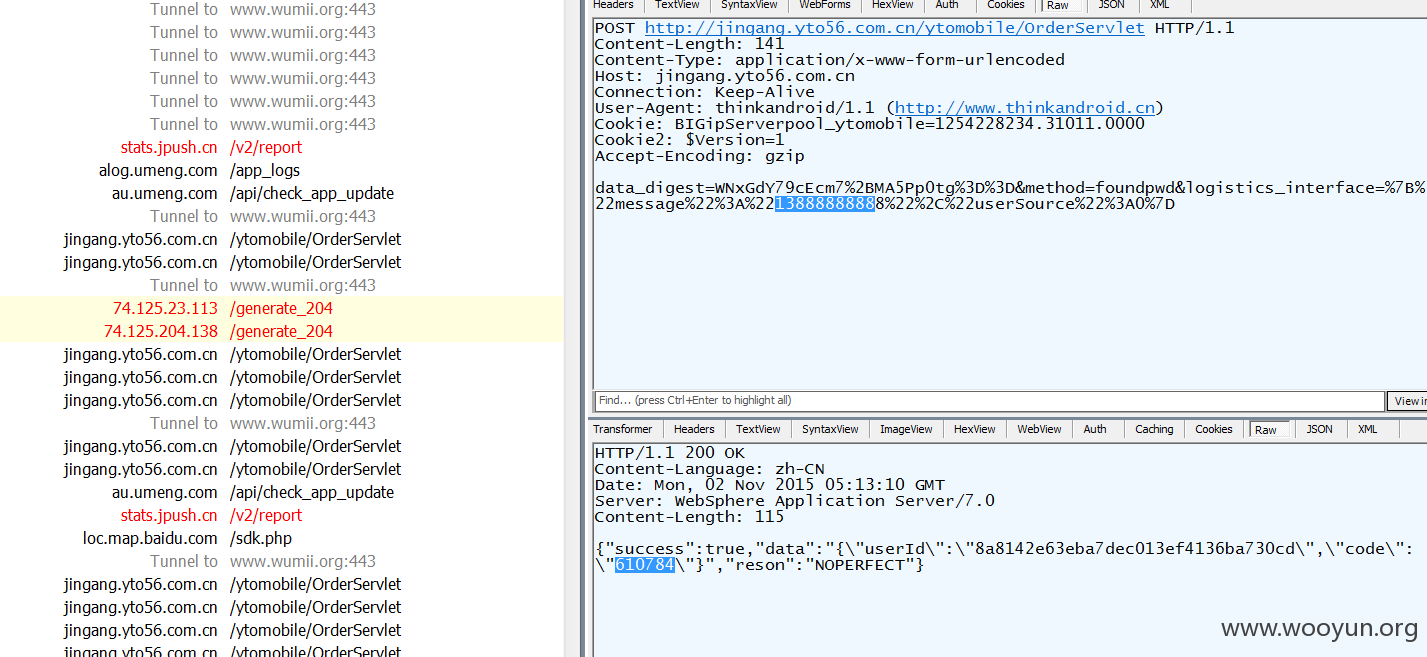 Tunnel to www.wumii.org:443
Tunnel to www.wumii.org:443
Tunnel to www.wumii.org:443
Tunnel to www.wumii.org:443
Tunnel to www.wumii.org:443
Tunnel to www.wumii.org:443
stats.jpush.cn /v2/report
alog.umeng.com /app_logs
au.umeng.com /api/check_app_update
Tunnel to www.wumii.org:443
jingang.yto56.com.cn /ytomobile/OrderServlet
jingang.yto56.com.cn /ytomobile/OrderServlet
Tunnel to www.wumii.org:443
74.125.23.113 /generate_204
74.125.204.138 /generate_204
jingang.yto56.com.cn /ytomobile/OrderServlet
jingang.yto56.com.cn /ytomobile/OrderServlet
jingang.yto56.com.cn /ytomobile/OrderServlet
Tunnel to www.wumii.org:443
jingang.yto56.com.cn /ytomobile/OrderServlet
jingang.yto56.com.cn /ytomobile/OrderServlet
au.umeng.com /api/check_app_update
stats.jpush.cn /v2/report
loc.map.baidu.com /sdk.php
Tunnel to www.wumii.org:443
jingang.yto56.com.cn /ytomobile/OrderServlet
jingang.yto56.com.cn /ytomobile/OrderServlet
jingang.yto56.com.cn /ytomobile/OrderServlet
jingang.yto56.com.cn /ytomobile/OrderServlet
Headers TextView SyntaxView WebForms HexView Auth Cookies Raw JSON XML
POST http://jingang.yto56.com.cn/ytomobile/OrderServlet HTTP/1.1
Content-Length: 141
Content-Type: application/x-www-form-urlencoded
Host: jingang.yto56.com.cn
Connection: Keep-Alive
User-Agent: thinkandroid/1.1 (http://www.thinkandroid.cn)
Cookie: BIGipServerpool_ytomobile=1254228234.31011.0000
Cookie2: $Version=1
Accept-Encoding: gzip
data_digest=WNxGdY79cEcm7%2BMA5PpOtg%3D%3D&method=foundpwd&logistics_interface=%7B%
22message%22%3A%2213888888888%22%2C%22userSource%22%3A0%7D
Find... (press Ctrl+Enter to highlight all)
View in
Transformer Headers TextView SyntaxView ImageView HexView WebView Auth Caching Cookies Raw JSON XML
HTTP/1.1 200 OK
Content-Language: zh-CN
Date: Mon, 02 Nov 2015 05:13:10 GMT
Server: WebSphere Application Server/7.0
Content-Length: 115
{"success":true,"data":"{\"userId\":\"8a8142e63eba7dec013ef4136ba730cd\",\"code\":
\"610784\"}","reson":"NOPERFECT"}
www.wooyun.org